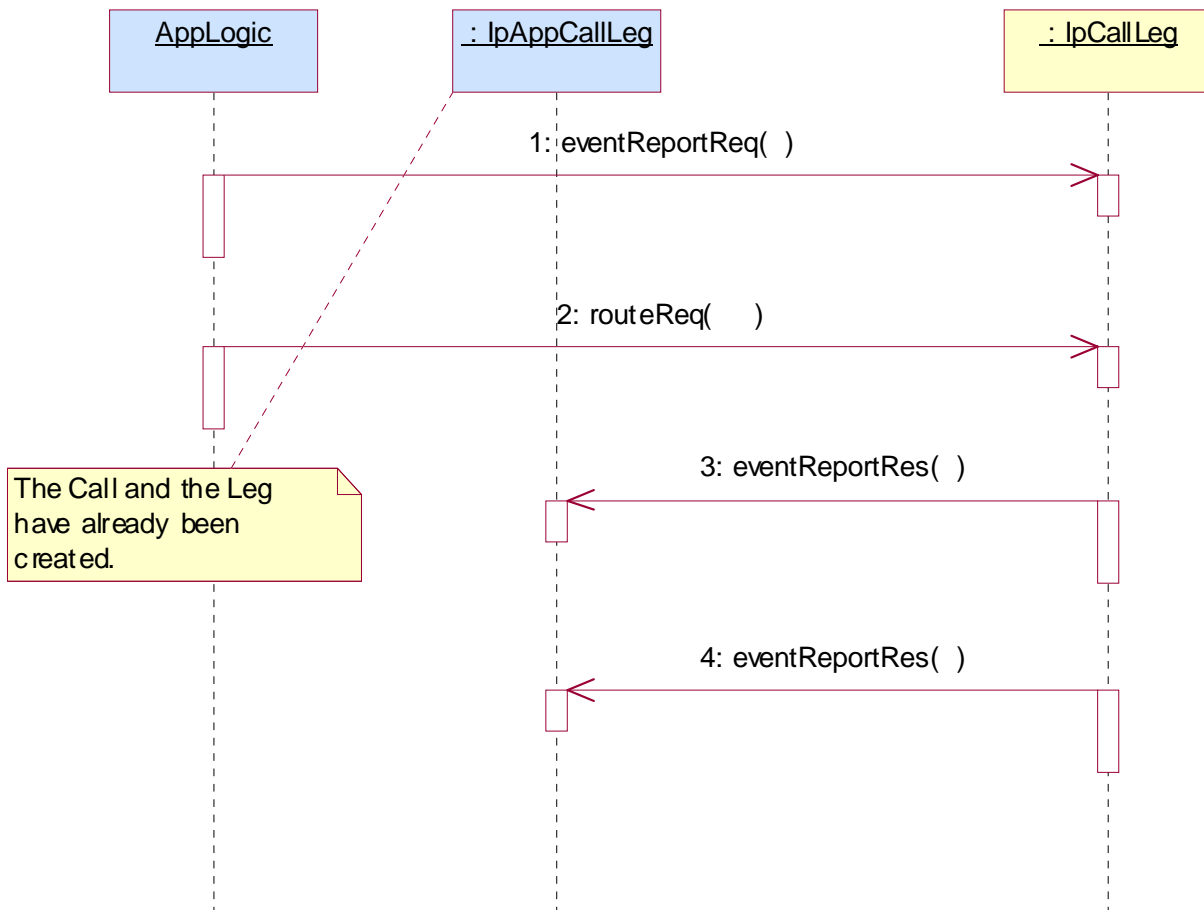 AppLogic
: IpAppCallLeg
: IpCallLeg
1: eventReportReq( )
2: routeReq( )
3: eventReportRes( )
The Call and the Leg
have already been
created.
4: eventReportRes( )